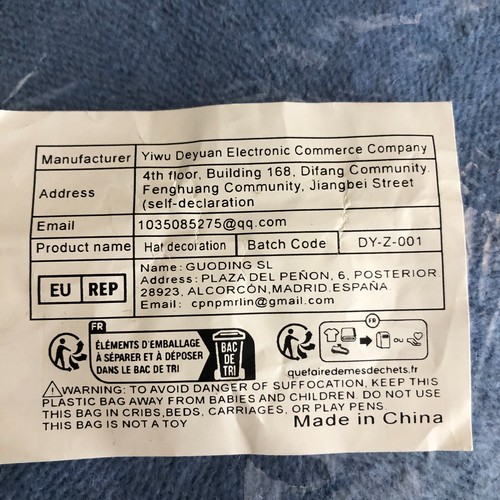 Manufacturer Yiwu Deyuan Electronic Commerce Company
Address 4th floor, Building 168, Difang Community.
Fenghuang Community, Jiangbei Street
(self-declaration
Email 1035085275@qq.com
Product name Hat decoration Batch Code DY-Z-001
EU REP
Name: GUODING SL
Address: PLAZA DEL PEÑON, 6, POSTERIOR
28923, ALCORCÓN,MADRID.ESPAÑA
Email: cpnpmrlin@gmail.com
FR
ÉLÉMENTS D'EMBALLAGE
À SÉPARER ET À DÉPOSER
DANS LE BAC DE TRI
BAC
DE
TRI
FR
OU
quefairedemesdechets.fr
WARNING: TO AVOID DANGER OF SUFFOCATION, KEEP THIS
PLASTIC BAG AWAY FROM BABIES AND CHILDREN. DO NOT USE
THIS BAG IN CRIBS,BEDS, CARRIAGES, OR PLAY PENS
THIS BAG IS NOT A TOY
Made in China